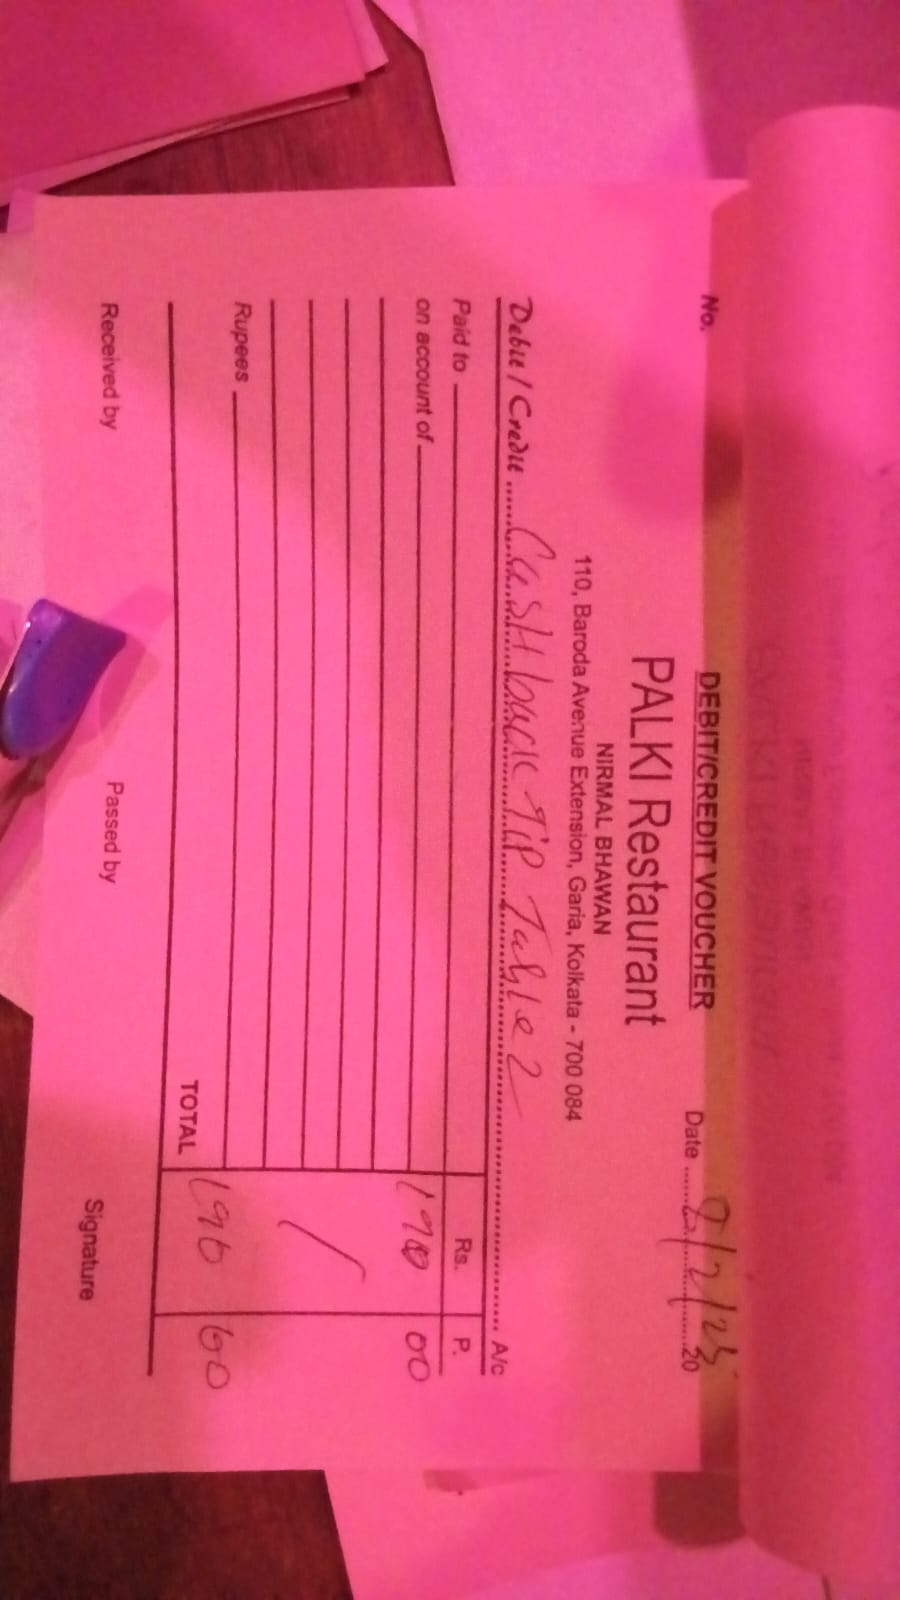 DEBIT/CREDIT VOUCHER
No.
Date ........ 9/2/23 ........20
PALKI Restaurant
NIRMAL BHAWAN
110, Baroda Avenue Extension, Garia, Kolkata - 700 084
Debit / Credit ........ Cash back Tip Table 2 ........ A/c
Paid to
Rs. P.
on account of
190 00
/
Rupees
TOTAL 190 00
Received by Passed by Signature